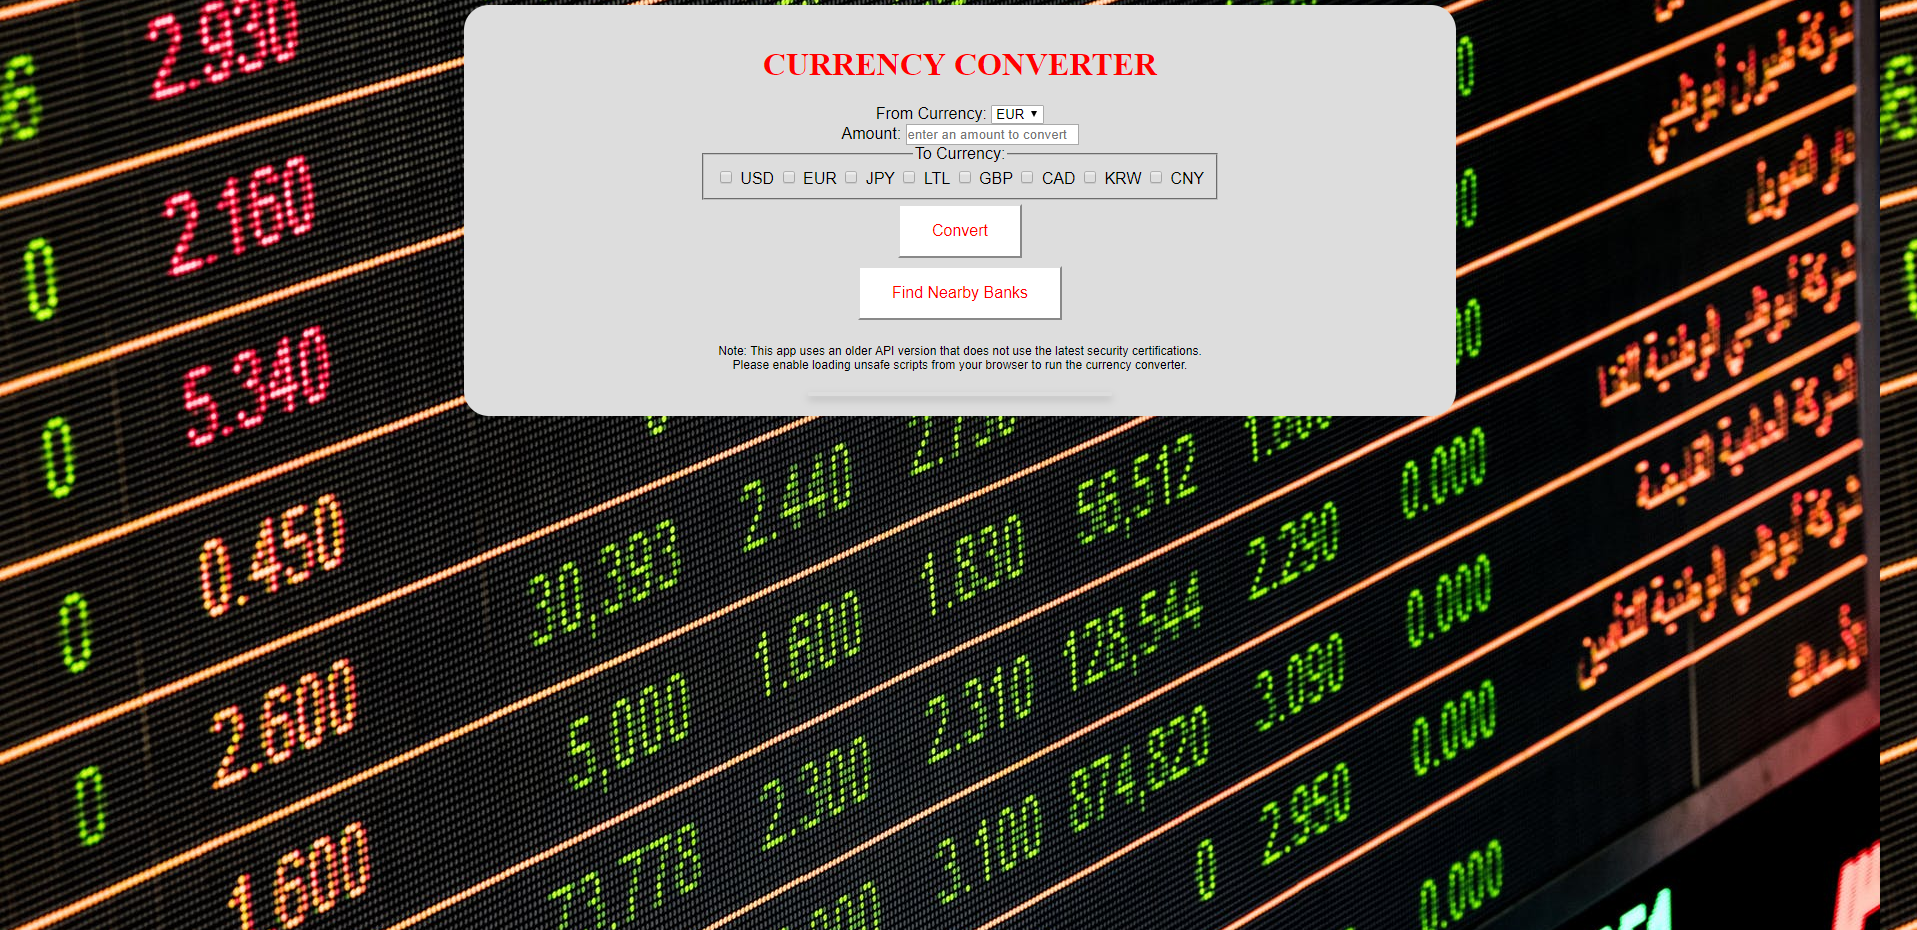 CURRENCY CONVERTER
From Currency: EUR
Amount: enter an amount to convert
To Currency:
USD EUR JPY LTL GBP CAD KRW CNY
Convert
Find Nearby Banks
Note: This app uses an older API version that does not use the latest security certifications.
Please enable loading unsafe scripts from your browser to run the currency converter.
2.930
2.160
0
5.340
0
0.450
0
2.600
0
1.600
30,393 2.440
5,000 1.600 1.830 56,512
2.300 2.310 128,544 2.290 0.000
3.100 874,820 3.090 0.000
0 2.950 0.000
0.000